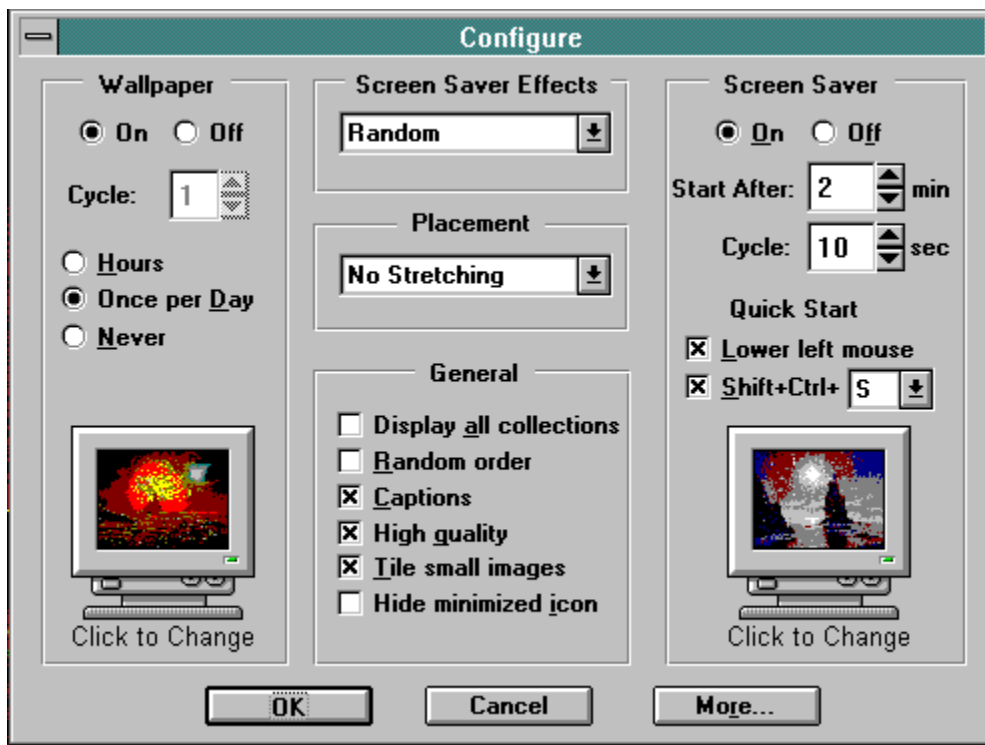 Configure
Wallpaper
On Off
Cycle: 1
Hours
Once per Day
Never
Click to Change
Screen Saver Effects
Random
Placement
No Stretching
General
Display all collections
Random order
Captions
High quality
Tile small images
Hide minimized icon
Screen Saver
On Off
Start After: 2 min
Cycle: 10 sec
Quick Start
Lower left mouse
Shift+Ctrl+ S
Click to Change
OK Cancel More...